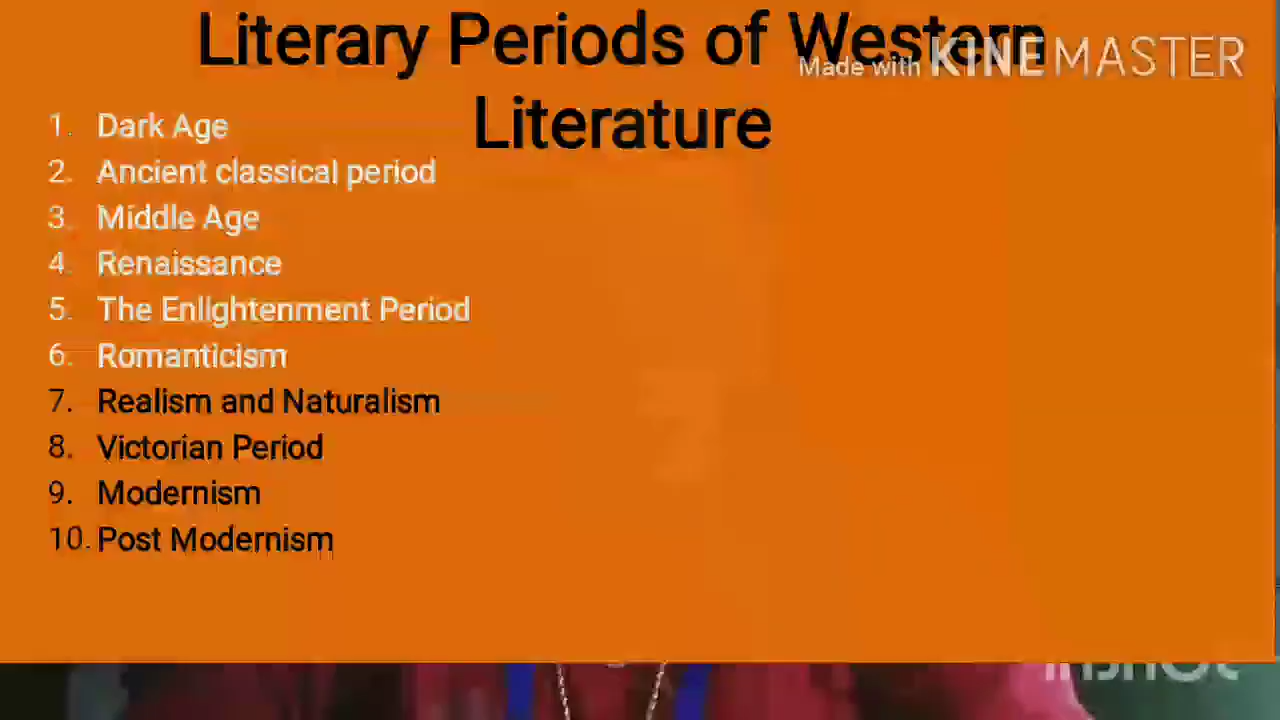 Literary Periods of Western
Made with KINEMASTER
Literature
1. Dark Age
2. Ancient classical period
3. Middle Age
4. Renaissance
5. The Enlightenment Period
6. Romanticism
7. Realism and Naturalism
8. Victorian Period
9. Modernism
10. Post Modernism